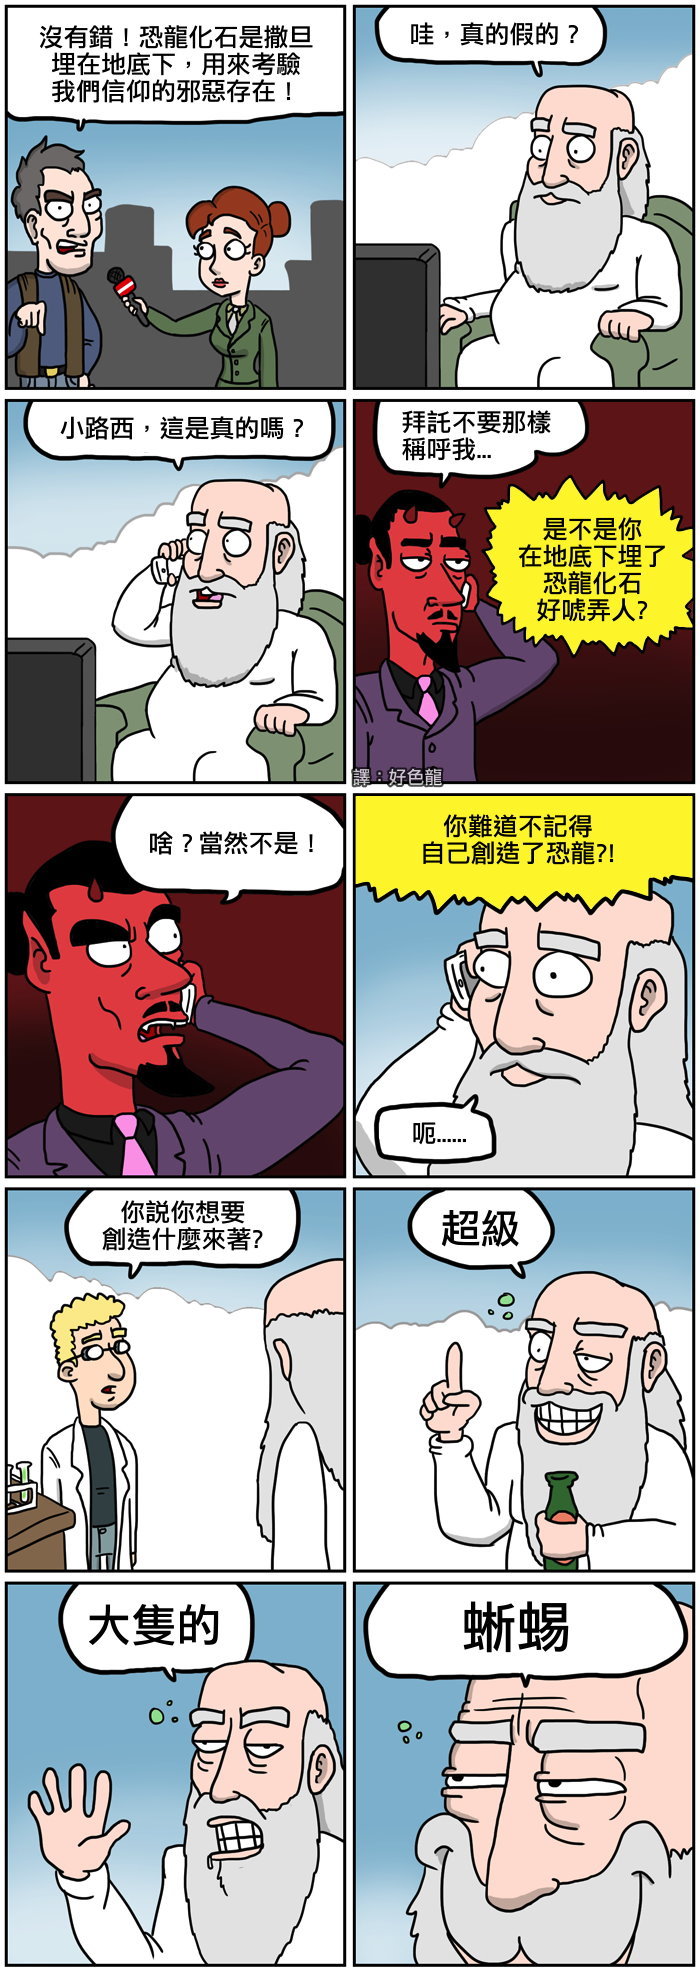 沒有錯！恐龍化石是撒旦
埋在地底下，用來考驗
我們信仰的邪惡存在！
哇，真的假的？
小路西，這是真的嗎？
拜託不要那樣
稱呼我...
是不是你
在地底下埋了
恐龍化石
好唬弄人?
譯：好色龍
啥？當然不是！
你難道不記得
自己創造了恐龍?!
呃......
你説你想要
創造什麼來著?
超級
大隻的
蜥蜴